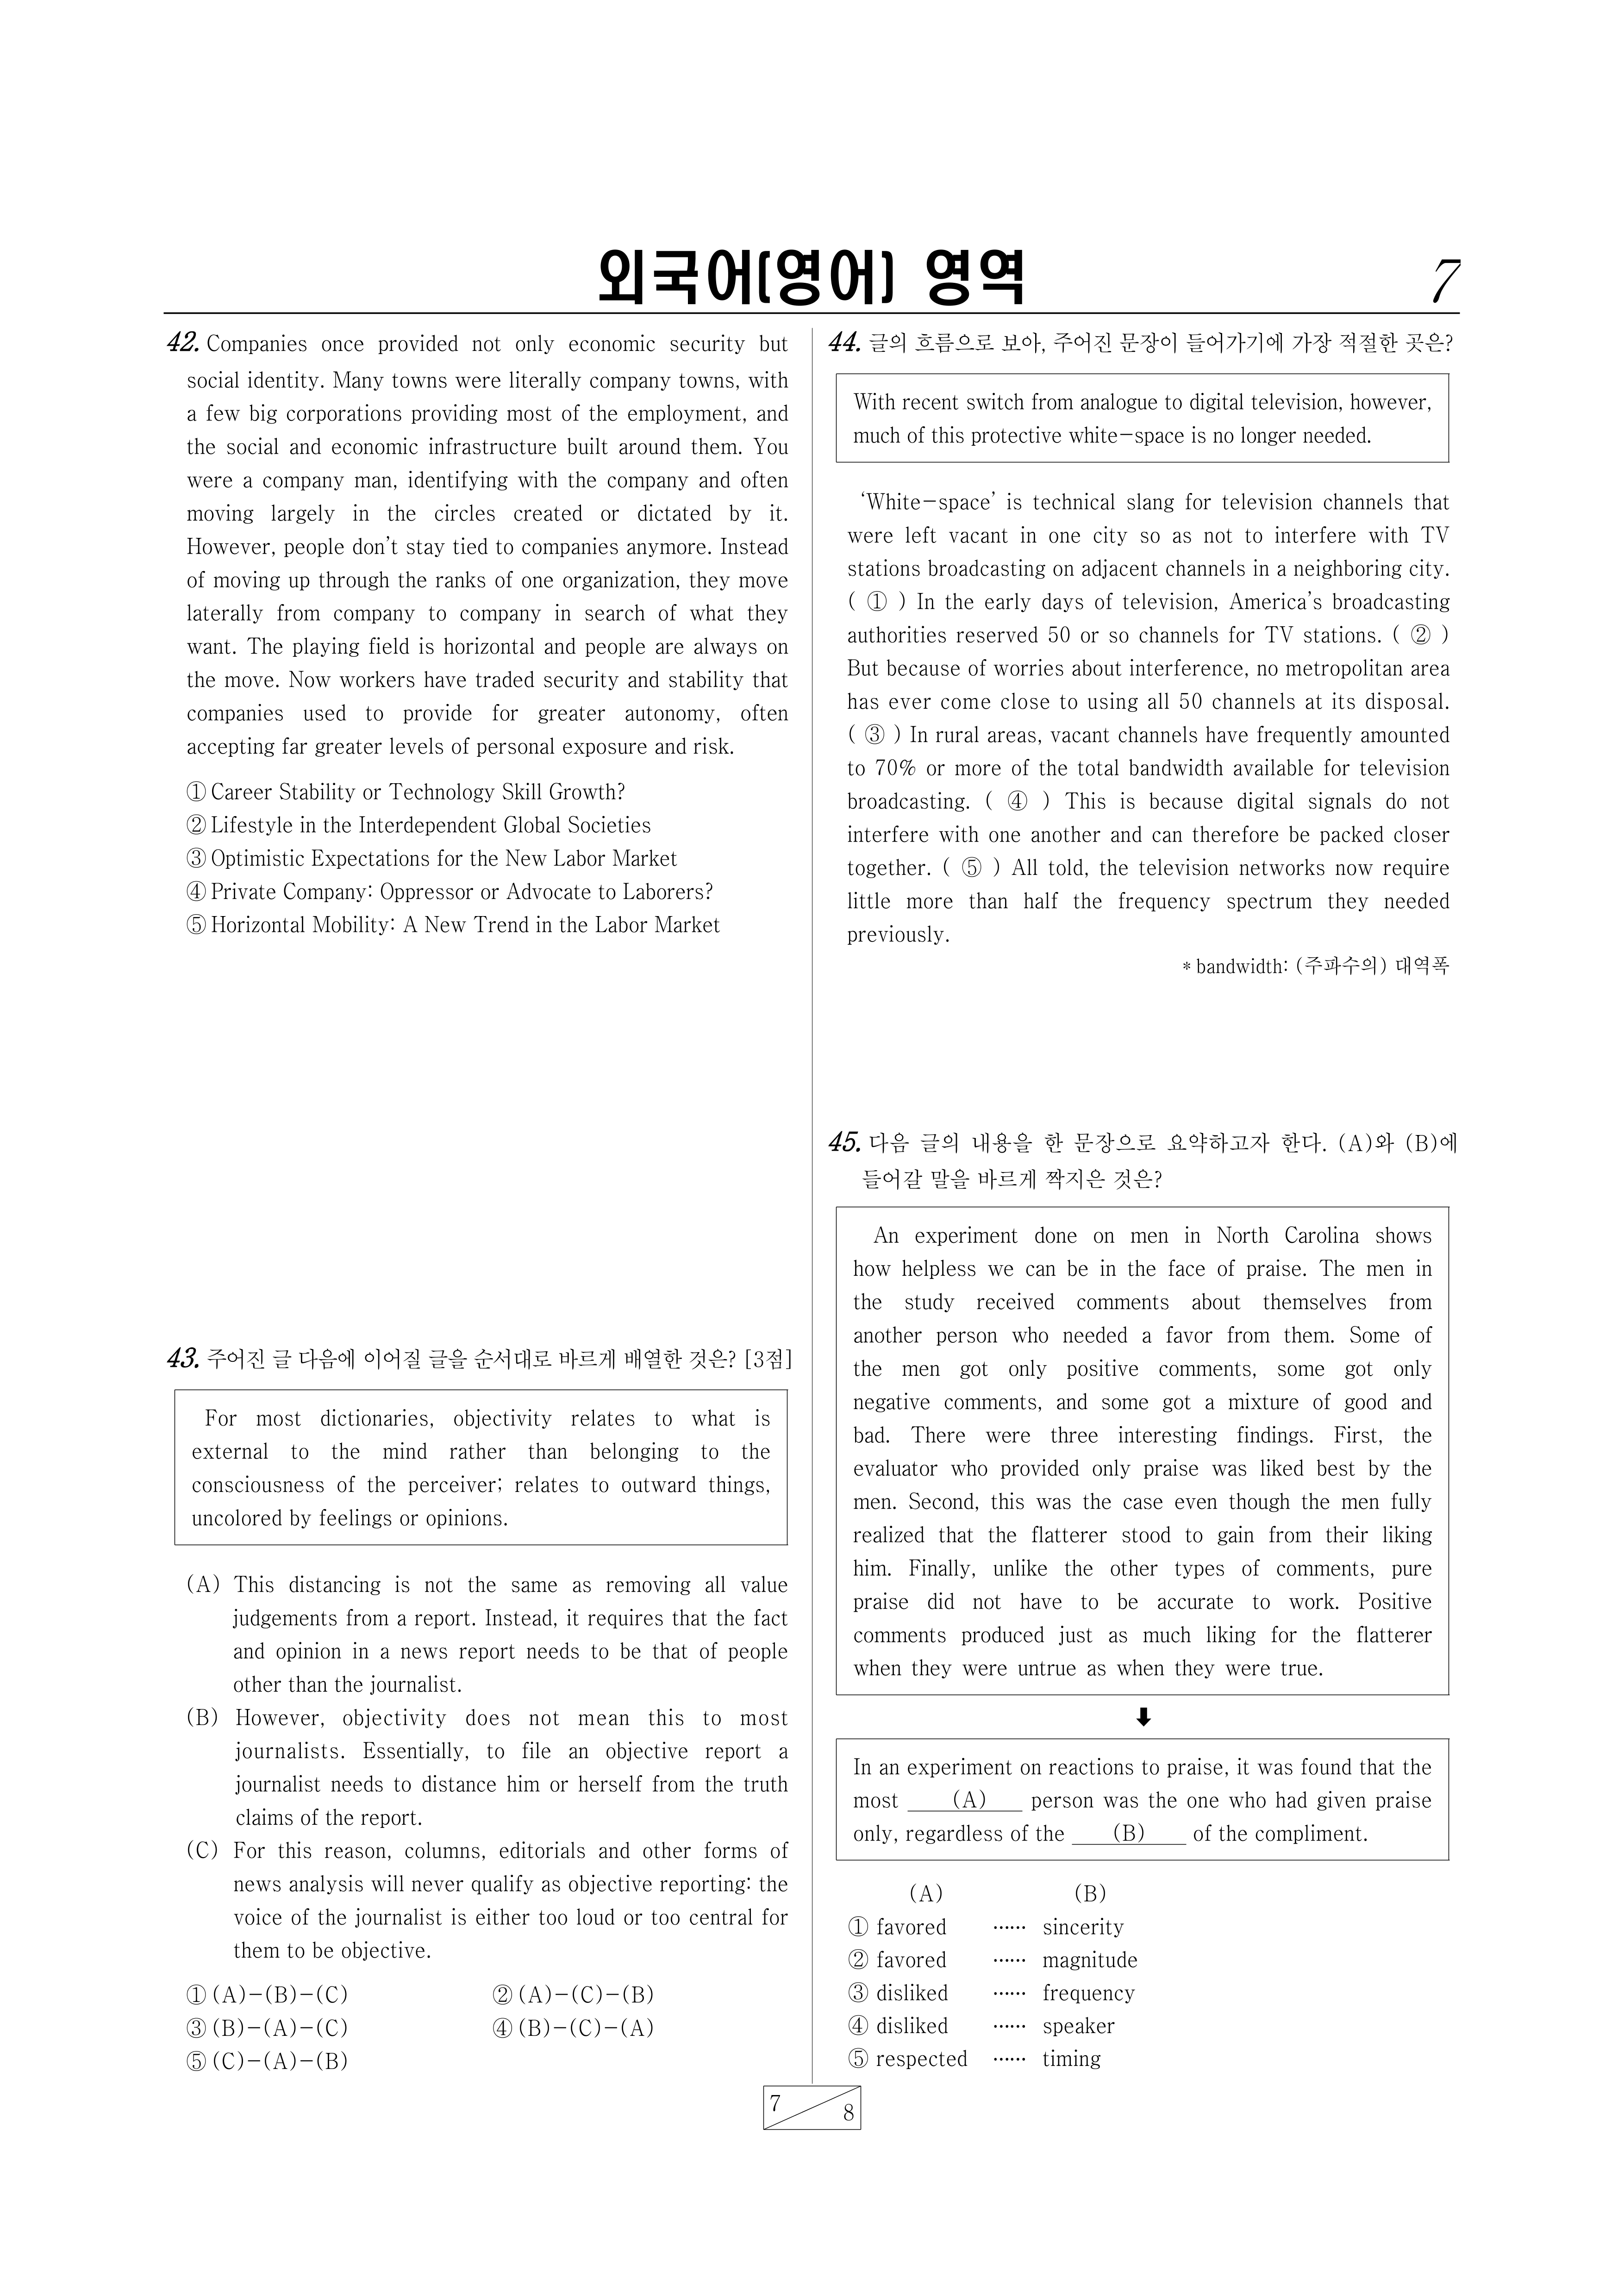 외국어(영어) 영역
7
42. Companies once provided not only economic security but
social identity. Many towns were literally company towns, with
a few big corporations providing most of the employment, and
the social and economic infrastructure built around them. You
were a company man, identifying with the company and often
moving largely in the circles created or dictated by it.
However, people don't stay tied to companies anymore. Instead
of moving up through the ranks of one organization, they move
laterally from company to company in search of what they
want. The playing field is horizontal and people are always on
the move. Now workers have traded security and stability that
companies used to provide for greater autonomy, often
accepting far greater levels of personal exposure and risk.
① Career Stability or Technology Skill Growth?
② Lifestyle in the Interdependent Global Societies
③ Optimistic Expectations for the New Labor Market
④ Private Company: Oppressor or Advocate to Laborers?
⑤ Horizontal Mobility: A New Trend in the Labor Market
43. 주어진 글 다음에 이어질 글을 순서대로 바르게 배열한 것은? [3점]
For most dictionaries, objectivity relates to what is
external to the mind rather than belonging to the
consciousness of the perceiver; relates to outward things,
uncolored by feelings or opinions.
(A) This distancing is not the same as removing all value
judgements from a report. Instead, it requires that the fact
and opinion in a news report needs to be that of people
other than the journalist.
(B) However, objectivity does not mean this to most
journalists. Essentially, to file an objective report a
journalist needs to distance him or herself from the truth
claims of the report.
(C) For this reason, columns, editorials and other forms of
news analysis will never qualify as objective reporting: the
voice of the journalist is either too loud or too central for
them to be objective.
① (A)-(B)-(C) ② (A)-(C)-(B)
③ (B)-(A)-(C) ④ (B)-(C)-(A)
⑤ (C)-(A)-(B)
44. 글의 흐름으로 보아, 주어진 문장이 들어가기에 가장 적절한 곳은?
With recent switch from analogue to digital television, however,
much of this protective white-space is no longer needed.
'White-space' is technical slang for television channels that
were left vacant in one city so as not to interfere with TV
stations broadcasting on adjacent channels in a neighboring city.
( ① ) In the early days of television, America's broadcasting
authorities reserved 50 or so channels for TV stations. ( ② )
But because of worries about interference, no metropolitan area
has ever come close to using all 50 channels at its disposal.
( ③ ) In rural areas, vacant channels have frequently amounted
to 70% or more of the total bandwidth available for television
broadcasting. ( ④ ) This is because digital signals do not
interfere with one another and can therefore be packed closer
together. ( ⑤ ) All told, the television networks now require
little more than half the frequency spectrum they needed
previously.
* bandwidth: (주파수의) 대역폭
45. 다음 글의 내용을 한 문장으로 요약하고자 한다. (A)와 (B)에
들어갈 말을 바르게 짝지은 것은?
An experiment done on men in North Carolina shows
how helpless we can be in the face of praise. The men in
the study received comments about themselves from
another person who needed a favor from them. Some of
the men got only positive comments, some got only
negative comments, and some got a mixture of good and
bad. There were three interesting findings. First, the
evaluator who provided only praise was liked best by the
men. Second, this was the case even though the men fully
realized that the flatterer stood to gain from their liking
him. Finally, unlike the other types of comments, pure
praise did not have to be accurate to work. Positive
comments produced just as much liking for the flatterer
when they were untrue as when they were true.
In an experiment on reactions to praise, it was found that the
most (A) person was the one who had given praise
only, regardless of the (B) of the compliment.
(A) (B)
① favored …… sincerity
② favored …… magnitude
③ disliked …… frequency
④ disliked …… speaker
⑤ respected …… timing
7
8